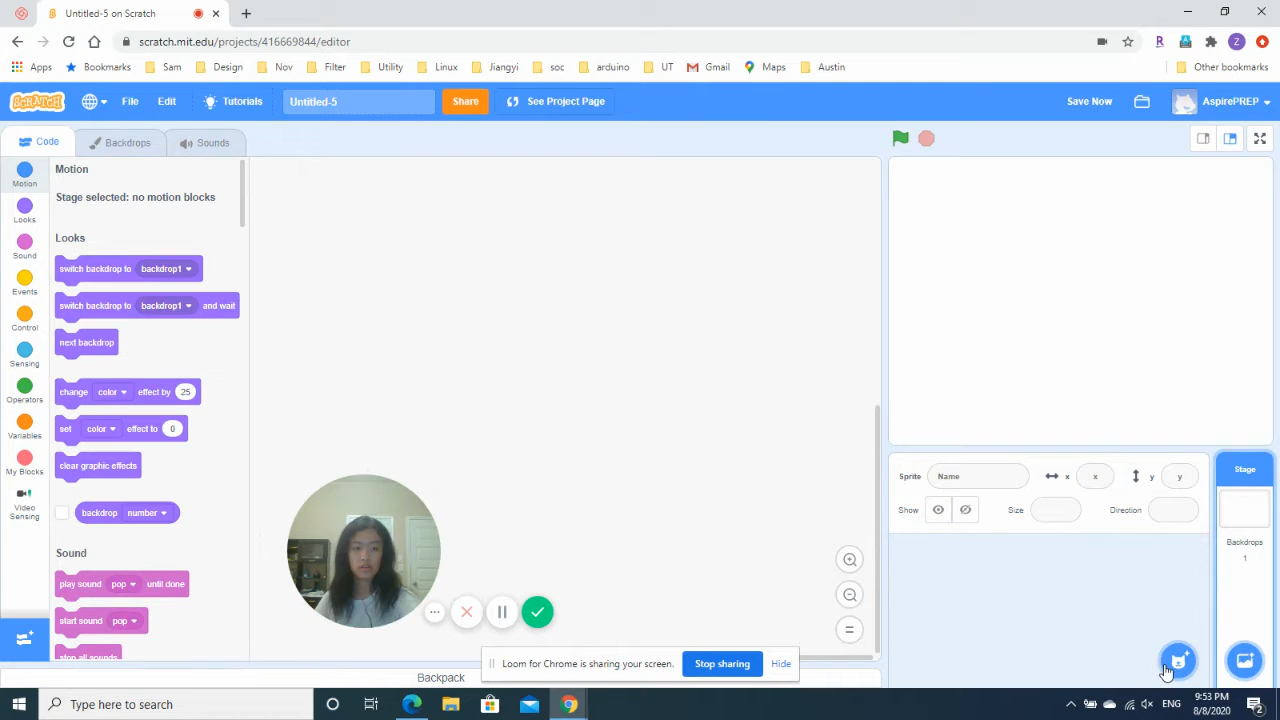 Untitled-5 on Scratch
scratch.mit.edu/projects/416669844/editor
R
Z
Apps
Bookmarks
Sam
Design
Nov
Filter
Utility
Linux
Jiangyi
soc
arduino
UT
Gmail
Maps
Austin
Other bookmarks
SCRATCH
File
Edit
Tutorials
Untitled-5
Share
See Project Page
Save Now
AspirePREP
Code
Backdrops
Sounds
Motion
Looks
Sound
Events
Control
Sensing
Operators
Variables
My Blocks
Video
Sensing
Motion
Stage selected: no motion blocks
Looks
switch backdrop to backdrop1
switch backdrop to backdrop1 and wait
next backdrop
change color effect by 25
set color effect to 0
clear graphic effects
backdrop number
Sound
play sound pop until done
start sound pop
stop all sounds
Sprite Name x x y y
Show Size Direction
Stage
Backdrops
1
Loom for Chrome is sharing your screen. Stop sharing Hide
Backpack
Type here to search
ENG
9:53 PM
8/8/2020
2